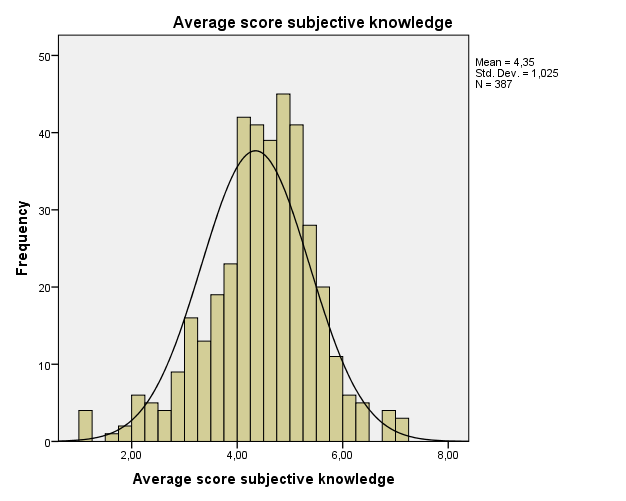 Average score subjective knowledge
Mean = 4,35
Std. Dev. = 1,025
N = 387
50
40
30
20
10
0
Frequency
2,00 4,00 6,00 8,00
Average score subjective knowledge